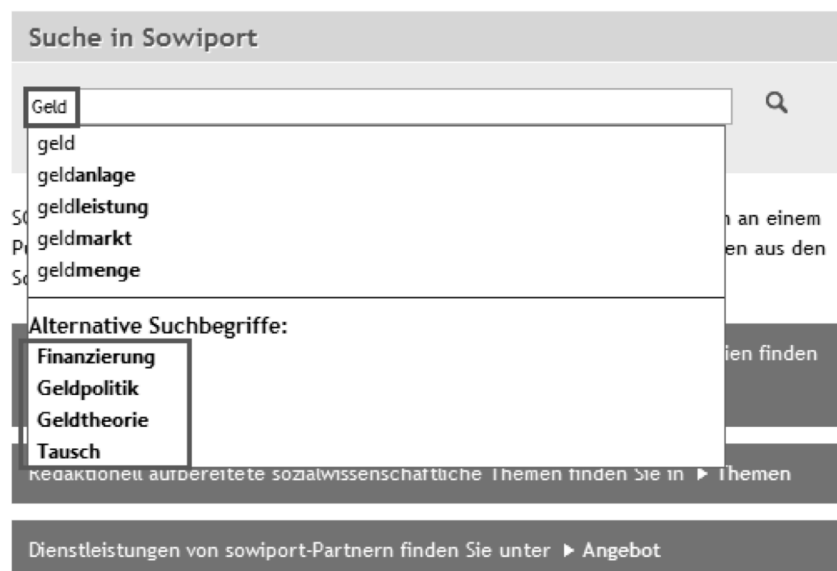 Suche in Sowiport
Geld
geld
geldanlage
geldleistung
geldmarkt
geldmenge
an einem
en aus den
Alternative Suchbegriffe:
Finanzierung
ien finden
Geldpolitik
Geldtheorie
Tausch
Redaktionell aufbereitete sozialwissenschaftliche Themen finden Sie in ▶ Themen
Dienstleistungen von sowiport-Partnern finden Sie unter ▶ Angebot